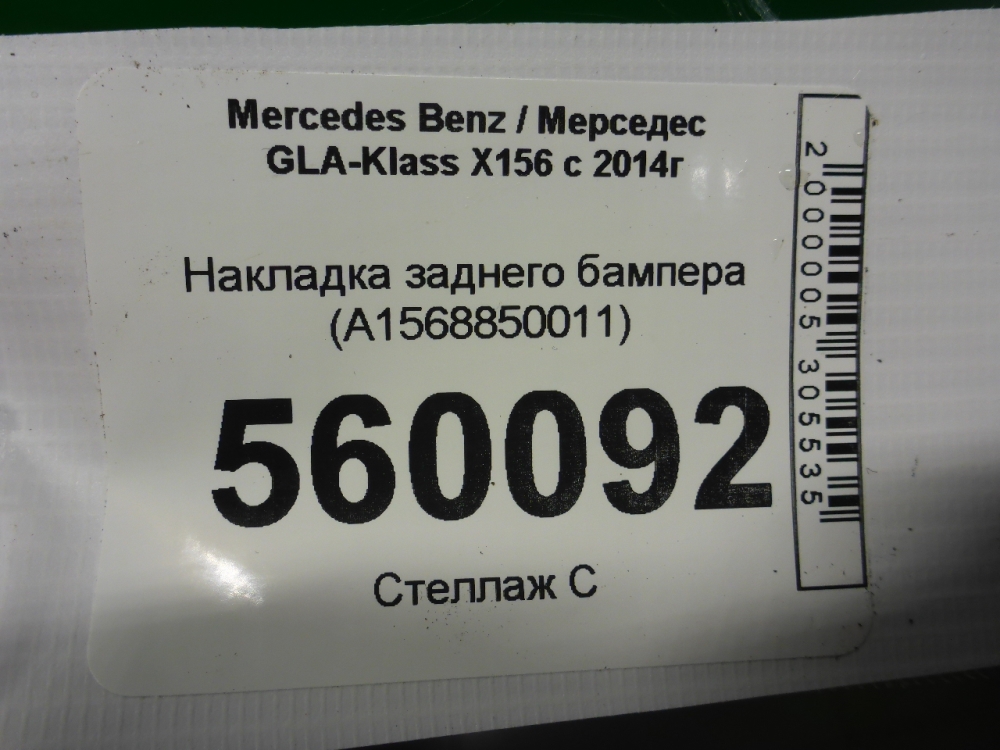 Mercedes Benz / Мерседес
GLA-Klass X156 с 2014г
Накладка заднего бампера
(A1568850011)
560092
Стеллаж С
2000005305535